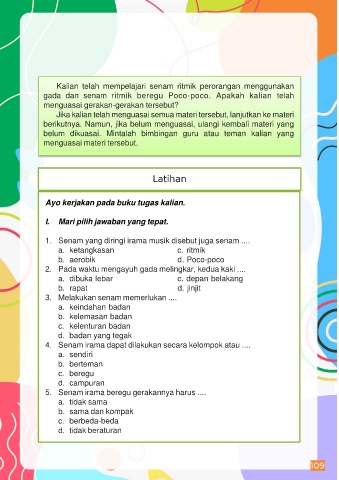 Kalian telah mempelajari senam ritmik perorangan menggunakan
gada dan senam ritmik beregu Poco-poco. Apakah kalian telah
menguasai gerakan-gerakan tersebut?
Jika kalian telah menguasai semua materi tersebut, lanjutkan ke materi
berikutnya. Namun, jika belum menguasai, ulangi kembali materi yang
belum dikuasai. Mintalah bimbingan guru atau teman kalian yang
menguasai materi tersebut.
Latihan
Ayo kerjakan pada buku tugas kalian.
I. Mari pilih jawaban yang tepat.
1. Senam yang diringi irama musik disebut juga senam ....
a. ketangkasan c. ritmik
b. aerobik d. Poco-poco
2. Pada waktu mengayuh gada melingkar, kedua kaki ....
a. dibuka lebar c. depan belakang
b. rapat d. jinjit
3. Melakukan senam memerlukan ....
a. keindahan badan
b. kelemasan badan
c. kelenturan badan
d. badan yang tegak
4. Senam irama dapat dilakukan secara kelompok atau ....
a. sendiri
b. berteman
c. beregu
d. campuran
5. Senam irama beregu gerakannya harus ....
a. tidak sama
b. sama dan kompak
c. berbeda-beda
d. tidak beraturan
109